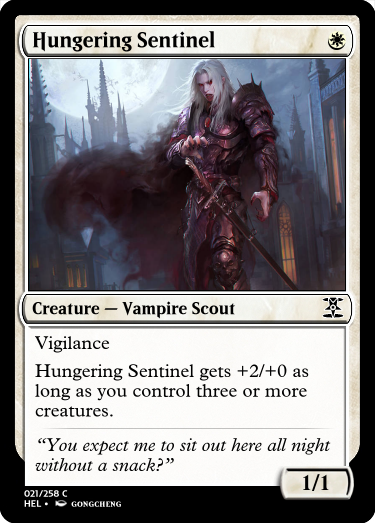 Hungering Sentinel
Creature — Vampire Scout
Vigilance
Hungering Sentinel gets +2/+0 as
long as you control three or more
creatures.
“You expect me to sit out here all night
without a snack?”
1/1
021/258 C
HEL • GONGCHENG